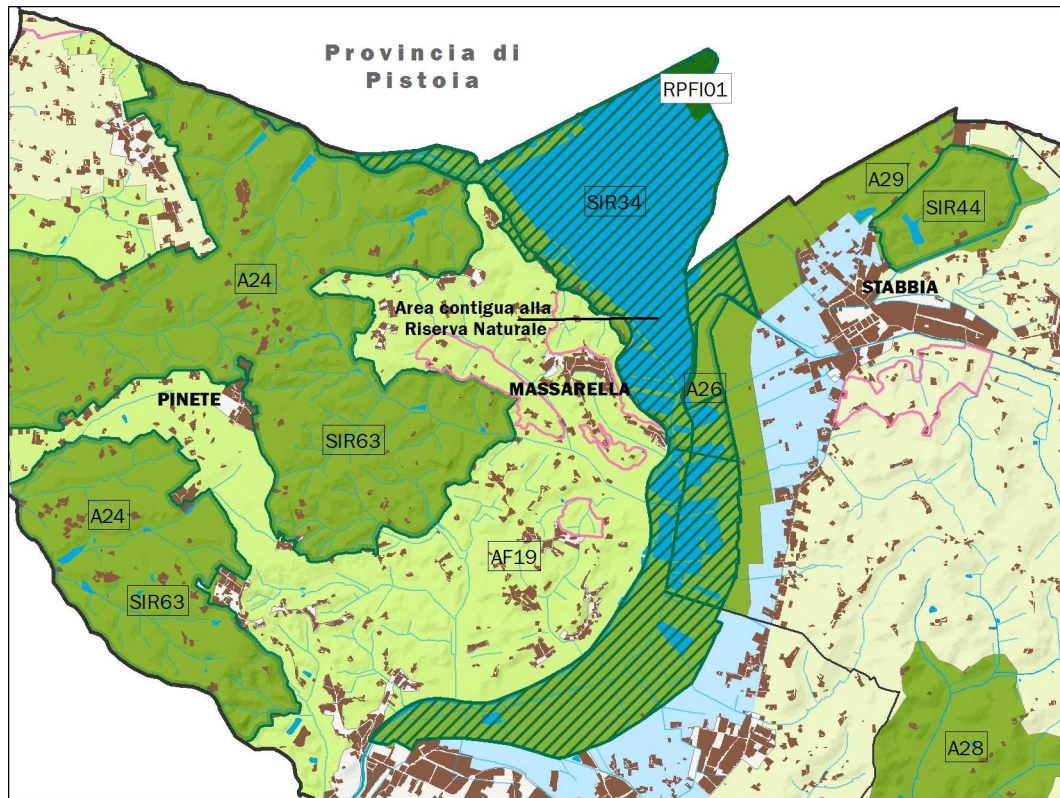 Provincia di
Pistoia
RPFI01
A29
SIR34
SIR44
A24
STABBIA
Area contigua alla
Riserva Naturale
MASSARELLA
A26
PINETE
SIR63
A24
AF19
SIR63
A28